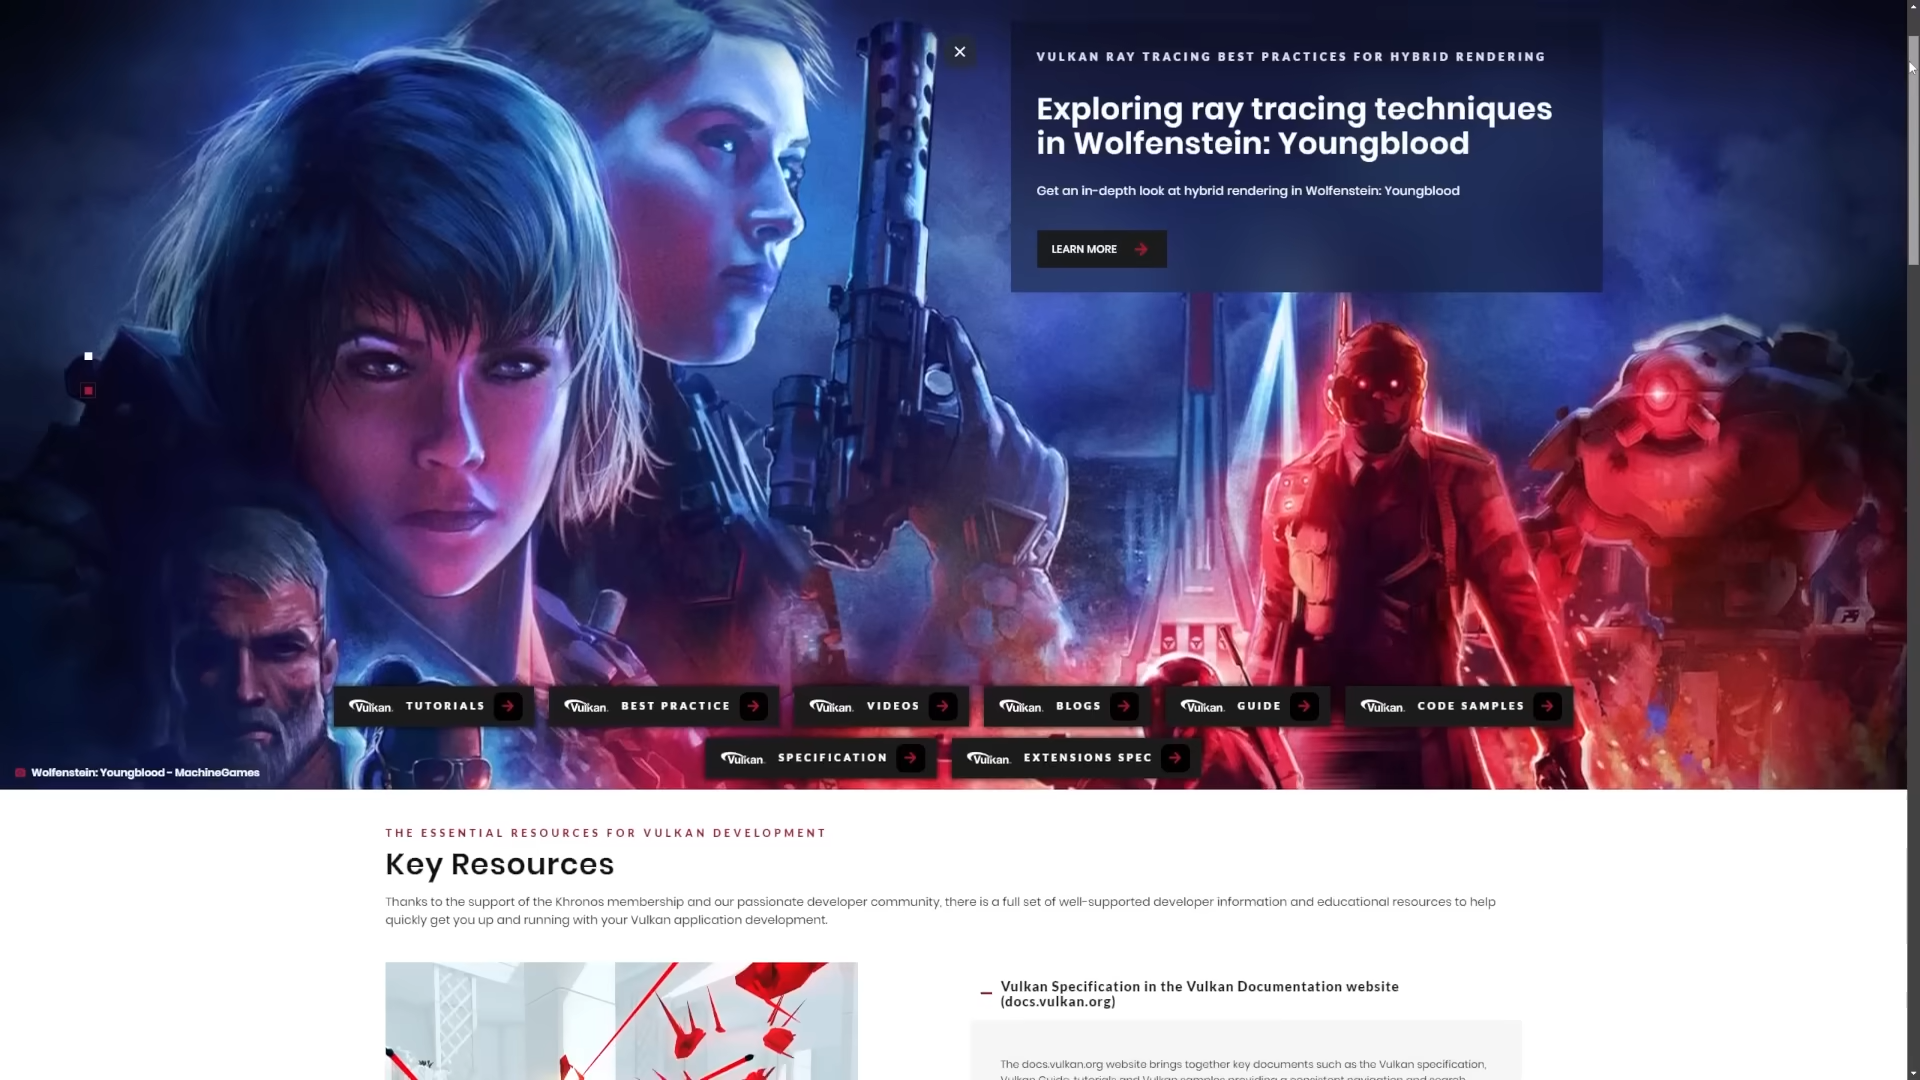 VULKAN RAY TRACING BEST PRACTICES FOR HYBRID RENDERING
Exploring ray tracing techniques
in Wolfenstein: Youngblood
Get an in-depth look at hybrid rendering in Wolfenstein: Youngblood
LEARN MORE
Vulkan. TUTORIALS
Vulkan. BEST PRACTICE
Vulkan. VIDEOS
Vulkan. BLOGS
Vulkan. GUIDE
Vulkan. CODE SAMPLES
Vulkan. SPECIFICATION
Vulkan. EXTENSIONS SPEC
Wolfenstein: Youngblood - MachineGames
THE ESSENTIAL RESOURCES FOR VULKAN DEVELOPMENT
Key Resources
Thanks to the support of the Khronos membership and our passionate developer community, there is a full set of well-supported developer information and educational resources to help
quickly get you up and running with your Vulkan application development.
Vulkan Specification in the Vulkan Documentation website
(docs.vulkan.org)
The docs.vulkan.org website brings together key documents such as the Vulkan specification,
Vulkan Guide, tutorials and Vulkan samples providing a consistent navigation and search